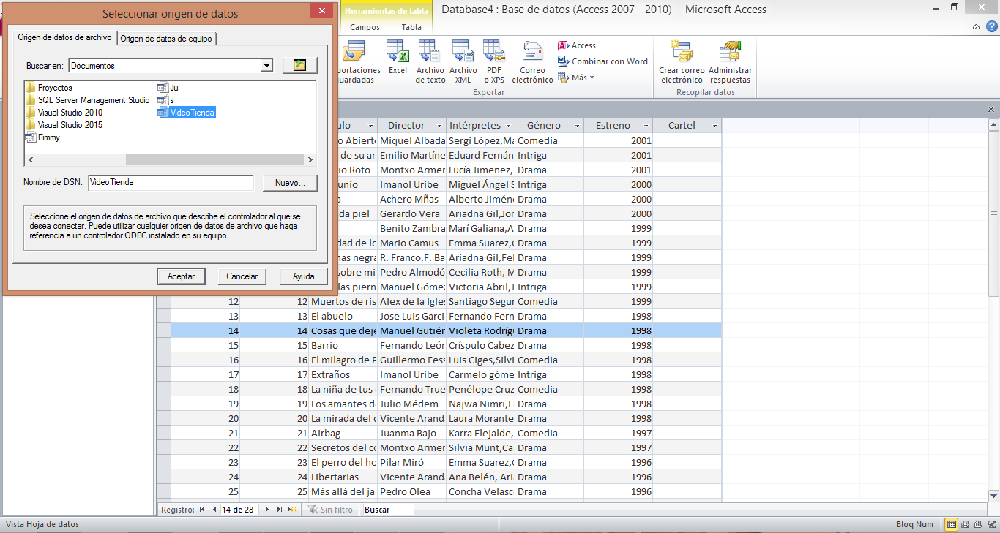 Seleccionar origen de datos
Origen de datos de archivo
Origen de datos de equipo
Buscar en:
Documentos
Proyectos
SQL Server Management Studio
Visual Studio 2010
Visual Studio 2015
Eimmy
Ju
s
VideoTienda
Nombre de DSN:
VideoTienda
Nuevo...
Seleccione el origen de datos de archivo que describe el controlador al que se
desea conectar. Puede utilizar cualquier origen de datos de archivo que haga
referencia a un controlador ODBC instalado en su equipo.
Aceptar
Cancelar
Ayuda
Herramientas de tabla
Database4 : Base de datos (Access 2007 - 2010) - Microsoft Access
Campos
Tabla
portaciones
uardadas
Excel
Archivo
de texto
Archivo
XML
PDF
o XPS
Correo
electrónico
Access
Combinar con Word
Más
Exportar
Crear correo
electrónico
Administrar
respuestas
Recopilar datos
ulo Director Intérpretes Género Estreno Cartel
o Abierto Miquel Albada Sergi López,Ma Comedia 2001
de su an Emilio Martíne Eduard Fernán Intriga 2001
io Roto Montxo Armen Lucía Jimenez, Drama 2001
unio Imanol Uribe Miguel Ángel S Intriga 2000
a Achero Mñas Alberto Jiméne Drama 2000
da piel Gerardo Vera Ariadna Gil,Jor Drama 2000
Benito Zambra Marí Galiana,A Drama 1999
dad de lo Mario Camus Emma Suarez,C Drama 1999
nas negra R. Franco,F. Ba Ariadna Gil,Fel Drama 1999
sobre mi Pedro Almodó Cecilia Roth, M Drama 1999
las piern Manuel Gómez Victoria Abril,J Intriga 1999
12 12 Muertos de ris Alex de la Igles Santiago Segur Comedia 1999
13 13 El abuelo Jose Luis Garci Fernando Fern Drama 1998
14 14 Cosas que dejé Manuel Gutiér Violeta Rodrígu Drama 1998
15 15 Barrio Fernando León Críspulo Cabez Drama 1998
16 16 El milagro de P Guillermo Fess Luis Ciges,Silvi Comedia 1998
17 17 Extraños Imanol Uribe Carmelo góme Intriga 1998
18 18 La niña de tus o Fernando True Penélope Cruz Comedia 1998
19 19 Los amantes de Julio Médem Najwa Nimri,F Drama 1998
20 20 La mirada del o Vicente Aranda Laura Morante Drama 1998
21 21 Airbag Juanma Bajo Karra Elejalde, Comedia 1997
22 22 Secretos del co Montxo Armen Silvia Munt,Ca Drama 1997
23 23 El perro del ho Pilar Miró Emma Suarez,C Drama 1996
24 24 Libertarias Vicente Aranda Ana Belén, Aria Drama 1996
25 25 Más allá del jar Pedro Olea Concha Velasc Drama 1996
Registro: 14 de 28 Sin filtro Buscar
Vista Hoja de datos
Bloq Num